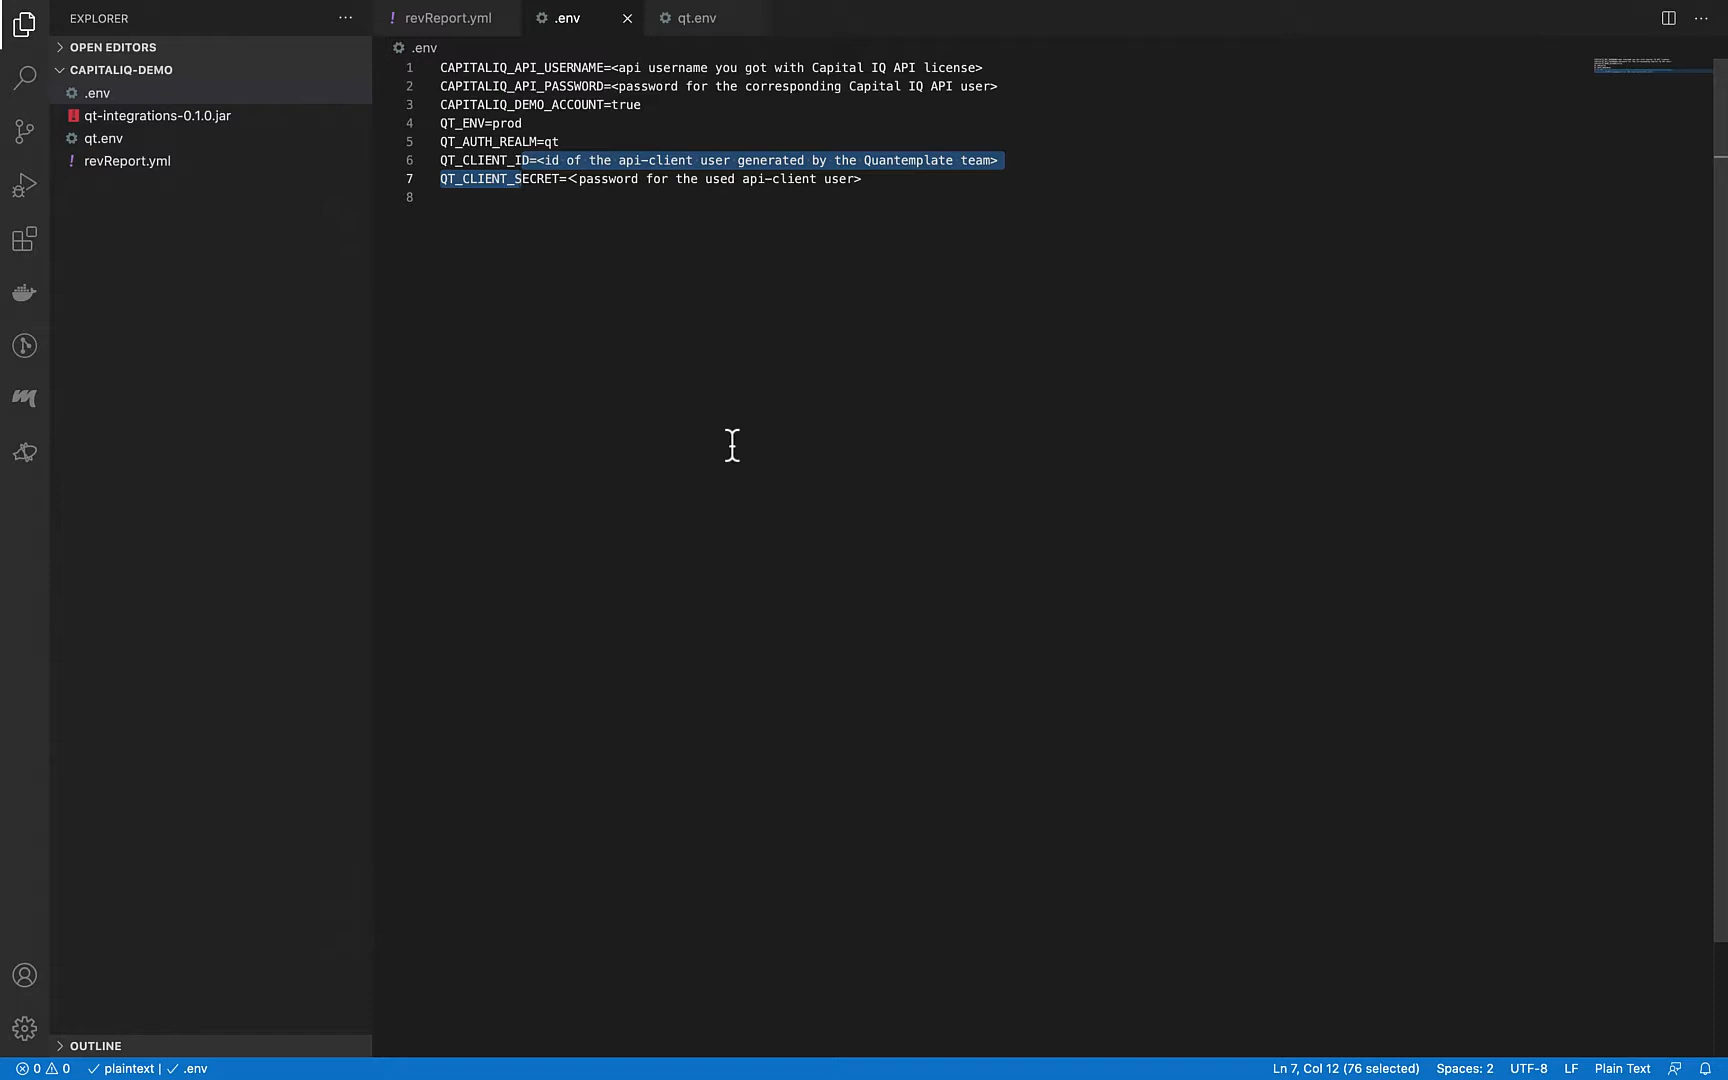 EXPLORER
OPEN EDITORS
CAPITALIQ-DEMO
.env
qt-integrations-0.1.0.jar
qt.env
! revReport.yml
OUTLINE
! revReport.yml
.env
qt.env
.env
1 CAPITALIQ_API_USERNAME=<api username you got with Capital IQ API license>
2 CAPITALIQ_API_PASSWORD=<password for the corresponding Capital IQ API user>
3 CAPITALIQ_DEMO_ACCOUNT=true
4 QT_ENV=prod
5 QT_AUTH_REALM=qt
6 QT_CLIENT_ID=<id of the api-client user generated by the Quantemplate team>
7 QT_CLIENT_SECRET=<password for the used api-client user>
8
0 0 plaintext | .env
Ln 7, Col 12 (76 selected) Spaces: 2 UTF-8 LF Plain Text